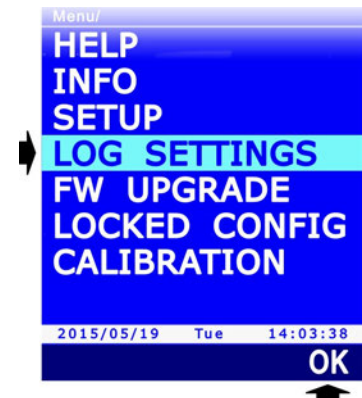 Menu/
HELP
INFO
SETUP
LOG SETTINGS
FW UPGRADE
LOCKED CONFIG
CALIBRATION
2015/05/19 Tue 14:03:38
OK